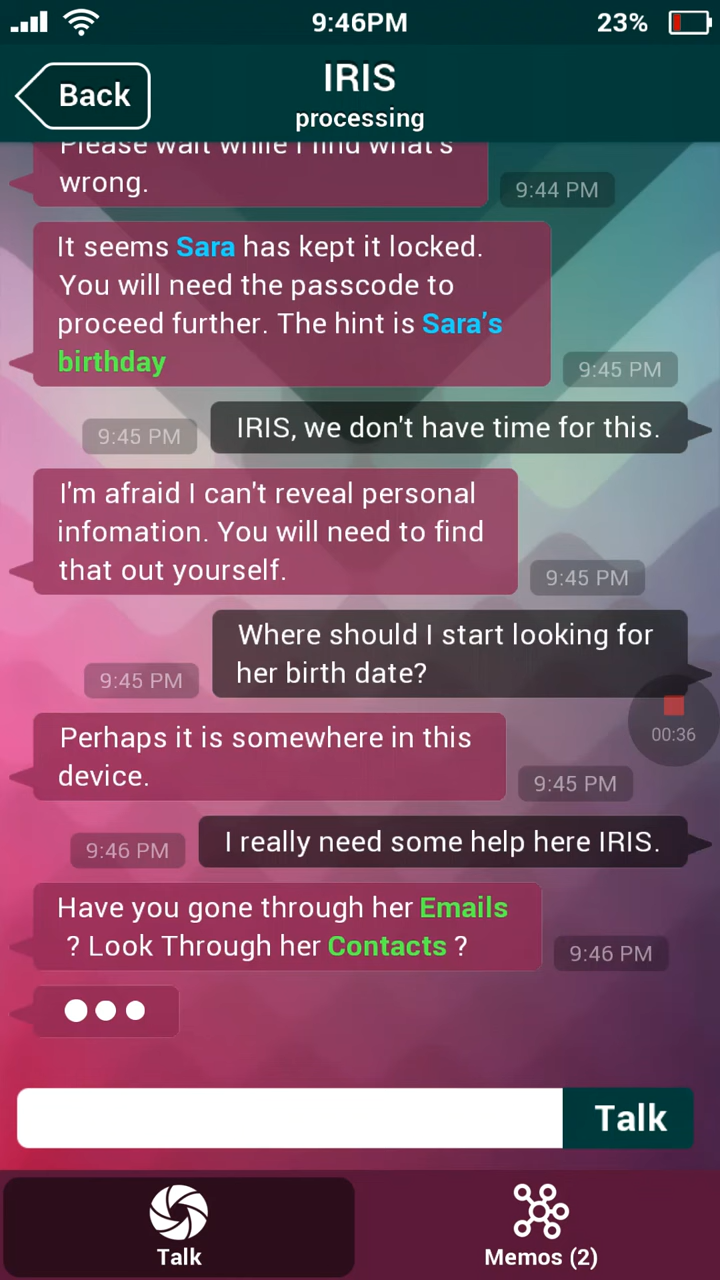 9:46PM
23%
Back
IRIS
processing
Please wait while I find what's
wrong.
9:44 PM
It seems Sara has kept it locked.
You will need the passcode to
proceed further. The hint is Sara's
birthday
9:45 PM
9:45 PM
IRIS, we don't have time for this.
I'm afraid I can't reveal personal
infomation. You will need to find
that out yourself.
9:45 PM
Where should I start looking for
her birth date?
9:45 PM
00:36
Perhaps it is somewhere in this
device.
9:45 PM
I really need some help here IRIS.
9:46 PM
Have you gone through her Emails
? Look Through her Contacts ?
9:46 PM
Talk
Talk
Memos (2)